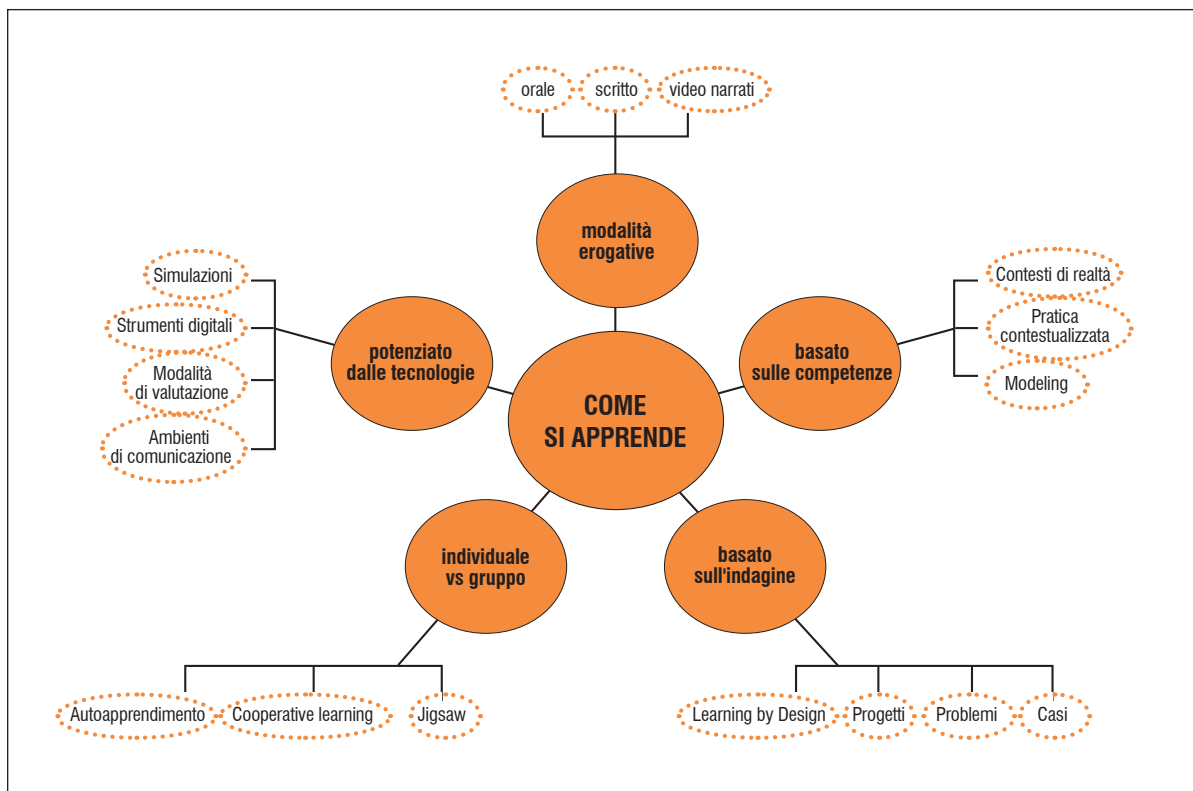 orale
scritto
video narrati
modalità
erogative
Simulazioni
Strumenti digitali
Modalità
di valutazione
Ambienti
di comunicazione
potenziato
dalle tecnologie
Contesti di realtà
Pratica
contestualizzata
Modeling
basato
sulle competenze
COME
SI APPRENDE
individuale
vs gruppo
basato
sull'indagine
Autoapprendimento
Cooperative learning
Jigsaw
Learning by Design
Progetti
Problemi
Casi